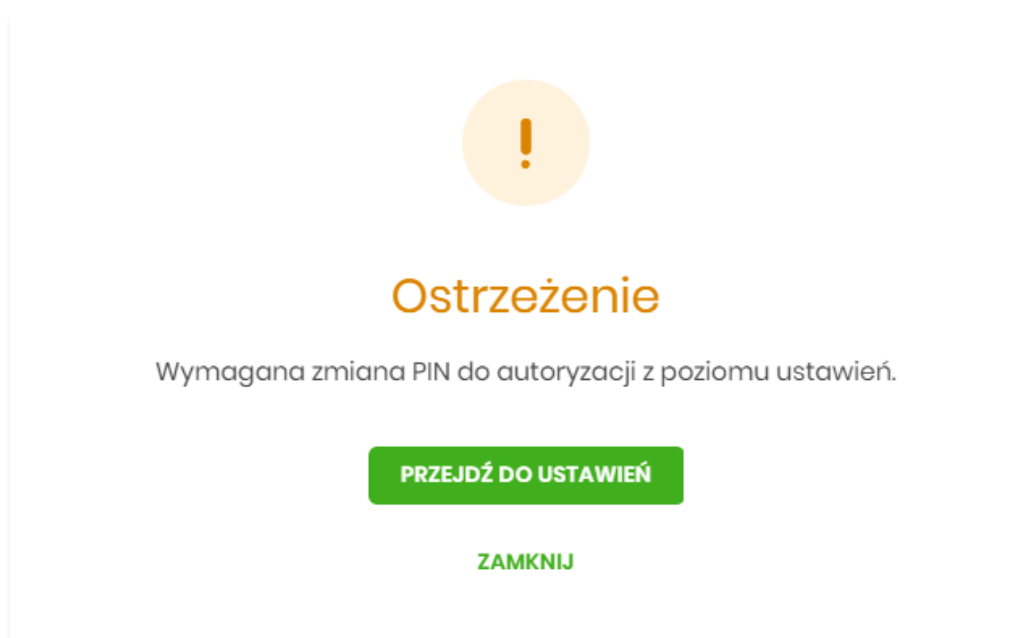 Ostrzeżenie
Wymagana zmiana PIN do autoryzacji z poziomu ustawień.
PRZEJDŹ DO USTAWIEŃ
ZAMKNIJ